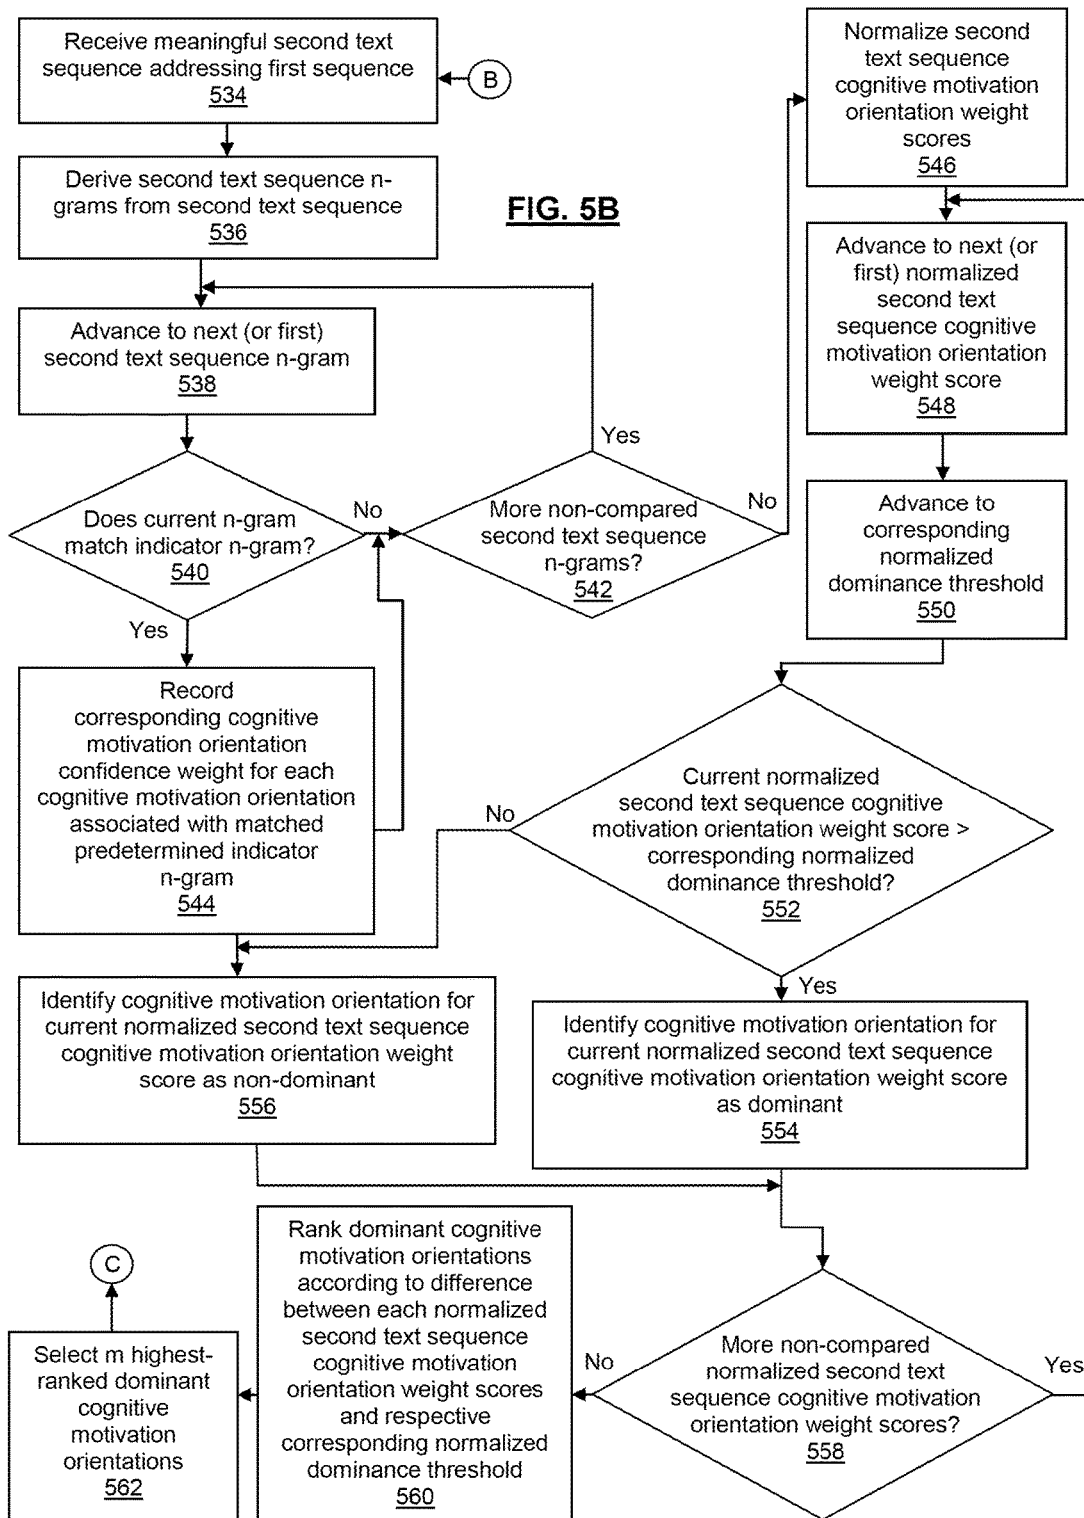 Receive meaningful second text
sequence addressing first sequence
534
B
Derive second text sequence n-
grams from second text sequence
536
FIG. 5B
Advance to next (or first)
second text sequence n-gram
538
Does current n-gram
match indicator n-gram?
540
No
Yes
More non-compared
second text sequence
n-grams?
542
Yes
No
Record
corresponding cognitive
motivation orientation
confidence weight for each
cognitive motivation orientation
associated with matched
predetermined indicator
n-gram
544
Normalize second
text sequence
cognitive motivation
orientation weight
scores
546
Advance to next (or
first) normalized
second text
sequence cognitive
motivation orientation
weight score
548
Advance to
corresponding
normalized
dominance threshold
550
Current normalized
second text sequence cognitive
motivation orientation weight score >
corresponding normalized
dominance threshold?
552
No
Yes
Identify cognitive motivation orientation for
current normalized second text sequence
cognitive motivation orientation weight
score as non-dominant
556
Identify cognitive motivation orientation for
current normalized second text sequence
cognitive motivation orientation weight score
as dominant
554
More non-compared
normalized second text
sequence cognitive motivation
orientation weight scores?
558
Yes
No
Rank dominant cognitive
motivation orientations
according to difference
between each normalized
second text sequence
cognitive motivation
orientation weight scores
and respective
corresponding normalized
dominance threshold
560
Select m highest-
ranked dominant
cognitive
motivation
orientations
562
C